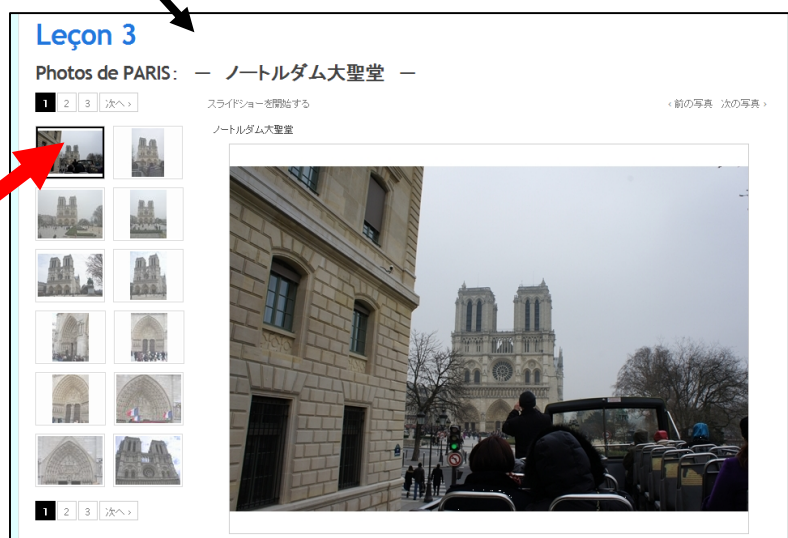 Leçon 3
Photos de PARIS： － ノートルダム大聖堂 －
1 2 3 次へ › スライドショーを開始する ‹ 前の写真 次の写真 ›
ノートルダム大聖堂
1 2 3 次へ ›